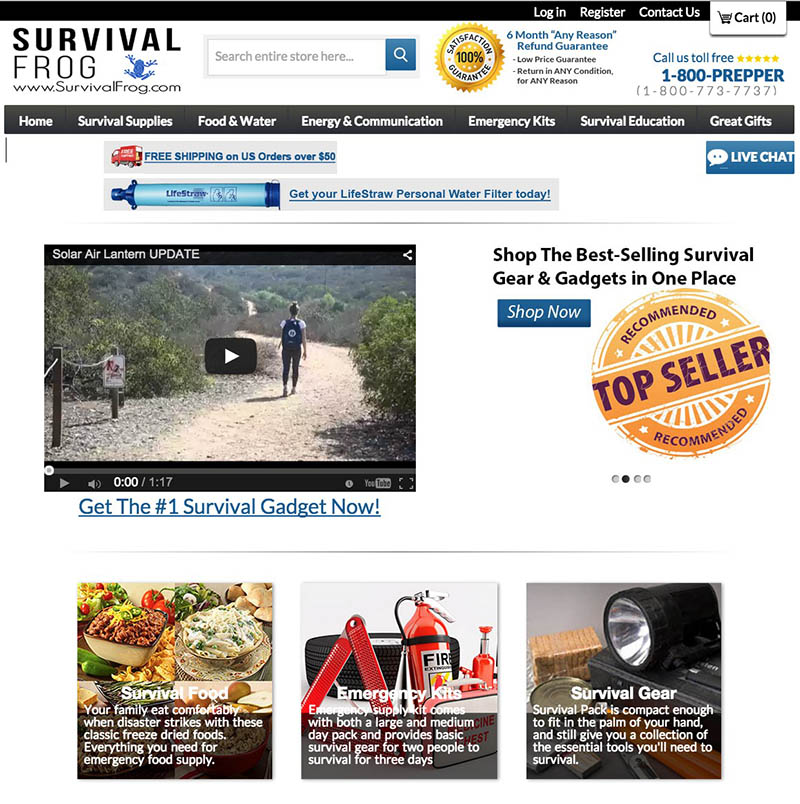 Log in Register Contact Us Cart (0)
SURVIVAL
FROG
www.SurvivalFrog.com
Search entire store here...
SATISFACTION
100%
GUARANTEE
6 Month “Any Reason”
Refund Guarantee
- Low Price Guarantee
- Return in ANY Condition,
for ANY Reason
Call us toll free
1-800-PREPPER
(1-800-773-7737)
Home Survival Supplies Food & Water Energy & Communication Emergency Kits Survival Education Great Gifts
FREE SHIPPING on US Orders over $50
LIVE CHAT
LifeStraw
Get your LifeStraw Personal Water Filter today!
Solar Air Lantern UPDATE
0:00 / 1:17
YouTube
Get The #1 Survival Gadget Now!
Shop The Best-Selling Survival
Gear & Gadgets in One Place
Shop Now
RECOMMENDED
TOP SELLER
RECOMMENDED
FIRE
Survival Food
Your family eat comfortably
when disaster strikes with these
classic freeze dried foods.
Everything you need for
emergency food supply.
Emergency Kits
Emergency supply kit comes
with both a large and medium
day pack and provides basic
survival gear for two people to
survival for three days
Survival Gear
Survival Pack is compact enough
to fit in the palm of your hand,
and still give you a collection of
the essential tools you'll need to
survival.